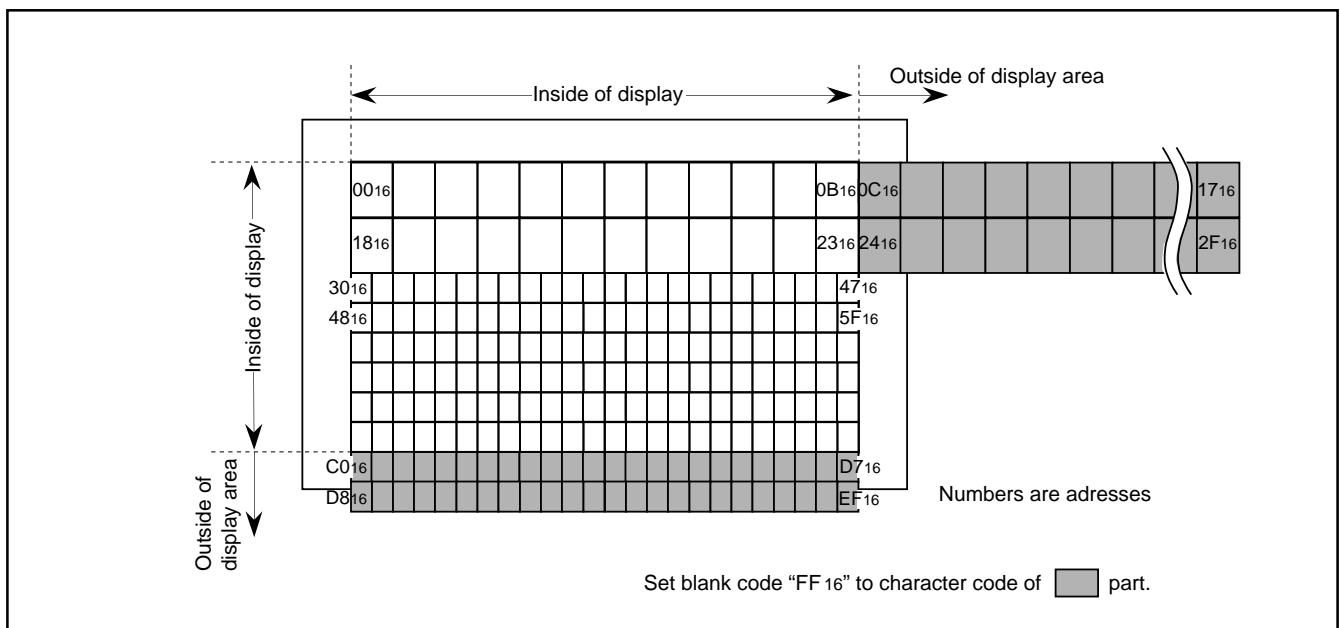 Outside of display area
Inside of display
Inside of display
0016
0B16 0C16
1716
1816
2316 2416
2F16
3016
4716
4816
5F16
C016
D716
D816
EF16
Outside of
display area
Numbers are adresses
Set blank code “FF16” to character code of part.